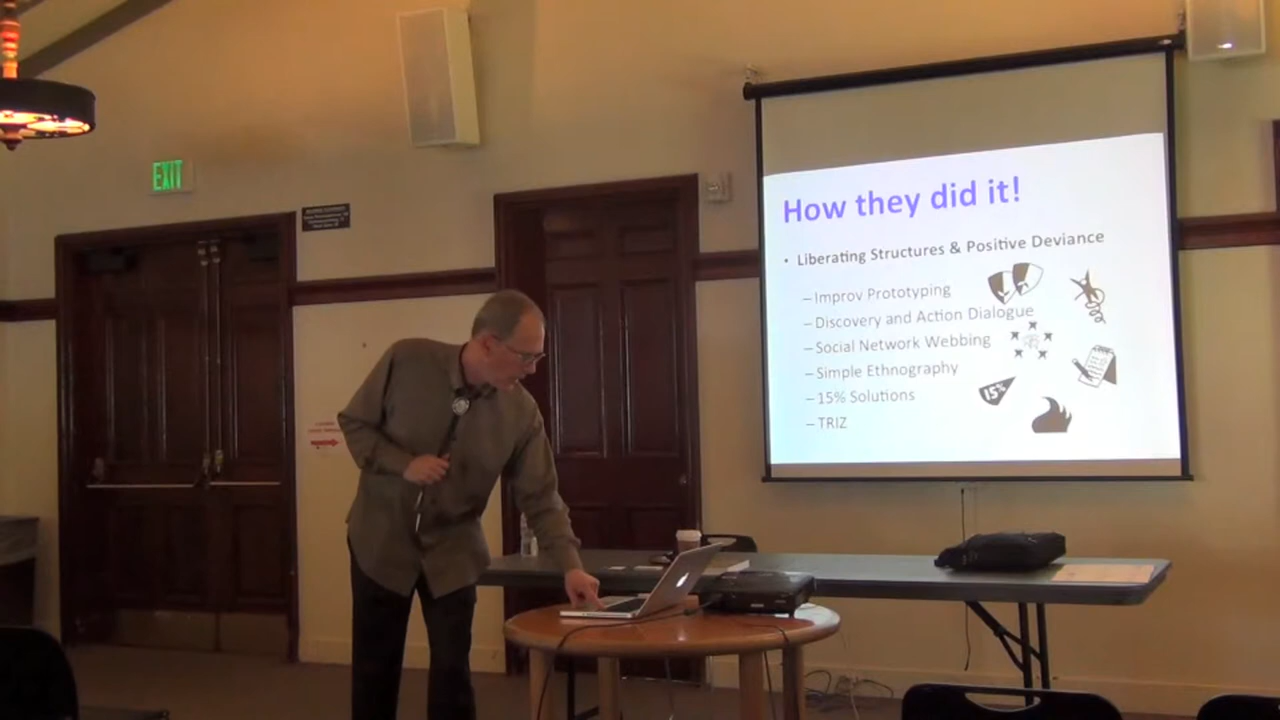 EXIT
How they did it!
• Liberating Structures & Positive Deviance
– Improv Prototyping
– Discovery and Action Dialogue
– Social Network Webbing
– Simple Ethnography
– 15% Solutions
– TRIZ
15%